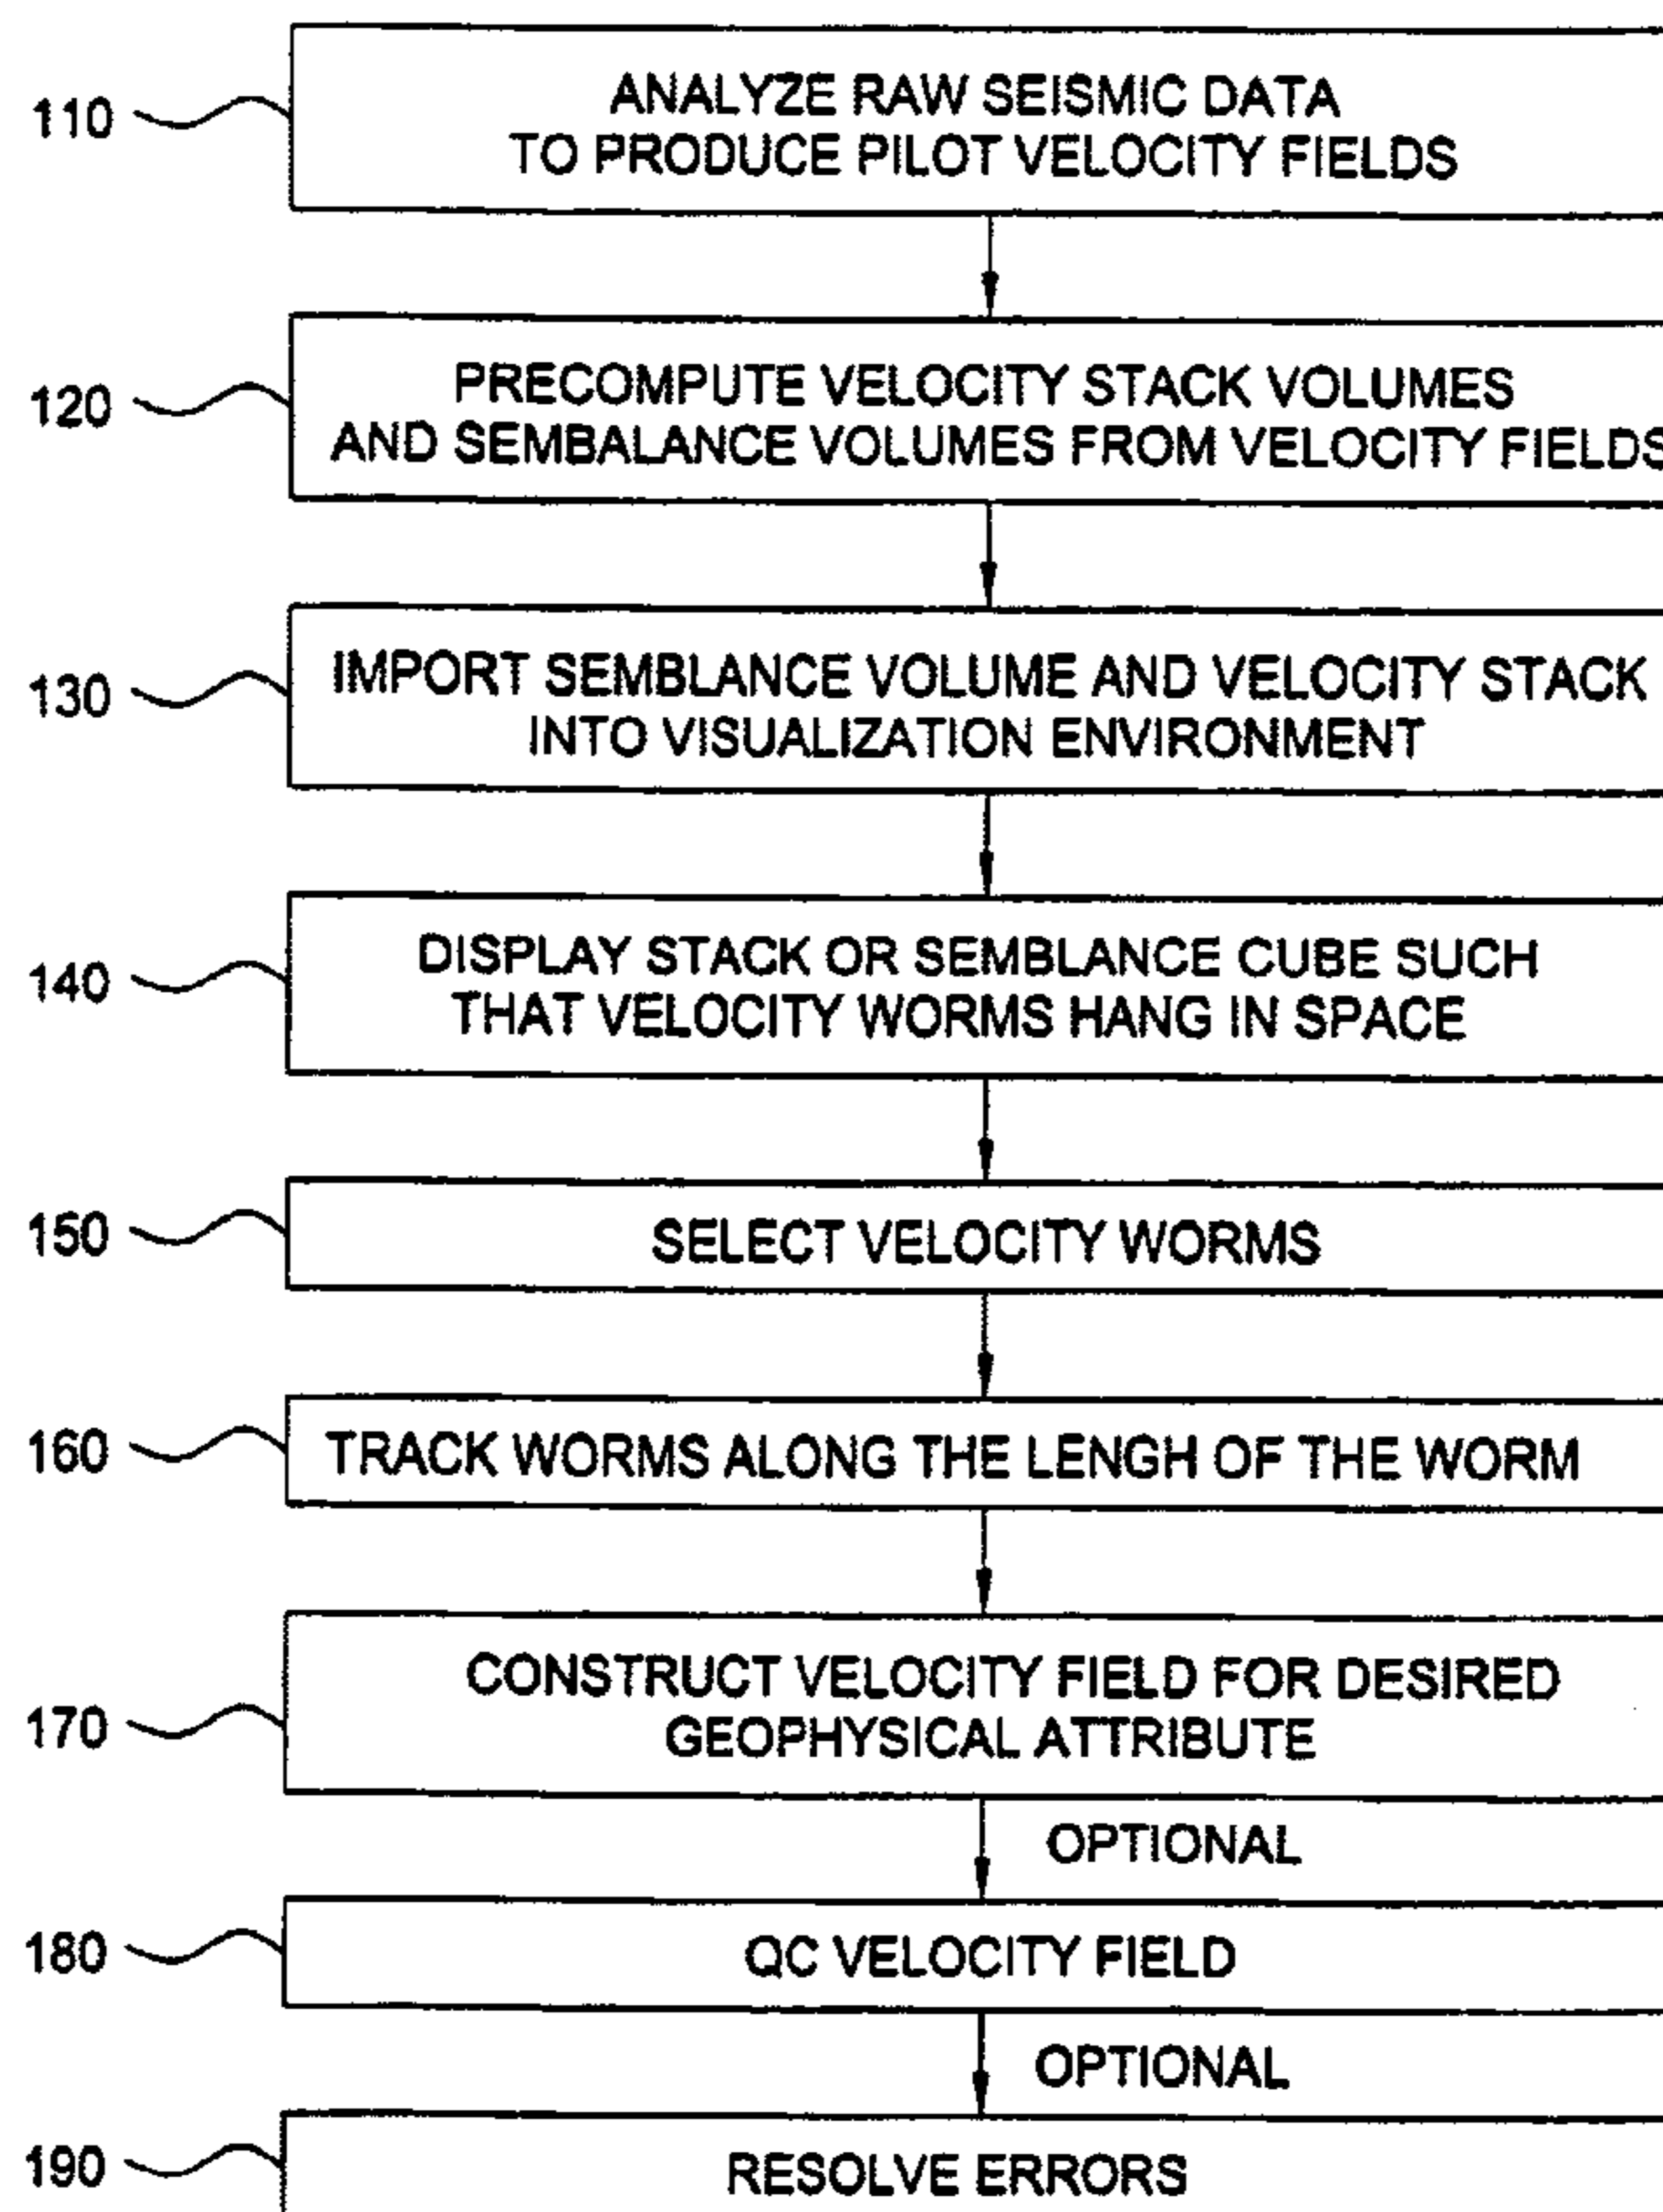 110
ANALYZE RAW SEISMIC DATA
TO PRODUCE PILOT VELOCITY FIELDS
120
PRECOMPUTE VELOCITY STACK VOLUMES
AND SEMBALANCE VOLUMES FROM VELOCITY FIELDS
130
IMPORT SEMBLANCE VOLUME AND VELOCITY STACK
INTO VISUALIZATION ENVIRONMENT
140
DISPLAY STACK OR SEMBLANCE CUBE SUCH
THAT VELOCITY WORMS HANG IN SPACE
150
SELECT VELOCITY WORMS
160
TRACK WORMS ALONG THE LENGH OF THE WORM
170
CONSTRUCT VELOCITY FIELD FOR DESIRED
GEOPHYSICAL ATTRIBUTE
OPTIONAL
180
QC VELOCITY FIELD
OPTIONAL
190
RESOLVE ERRORS